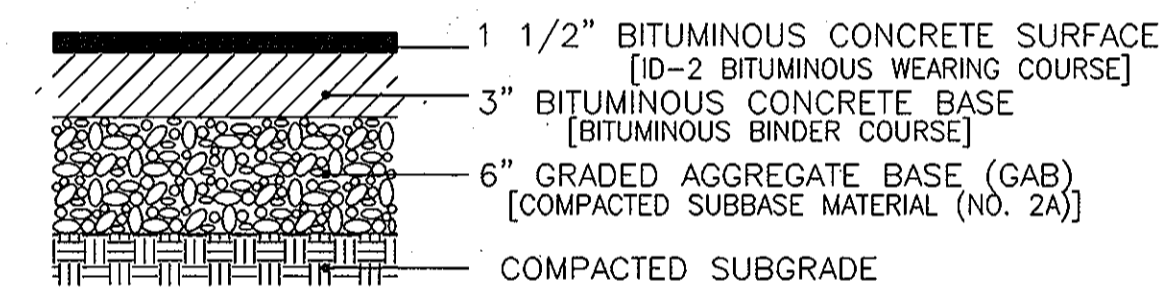 1 1/2" BITUMINOUS CONCRETE SURFACE
[ID-2 BITUMINOUS WEARING COURSE]
3" BITUMINOUS CONCRETE BASE
[BITUMINOUS BINDER COURSE]
6" GRADED AGGREGATE BASE (GAB)
[COMPACTED SUBBASE MATERIAL (NO. 2A)]
COMPACTED SUBGRADE